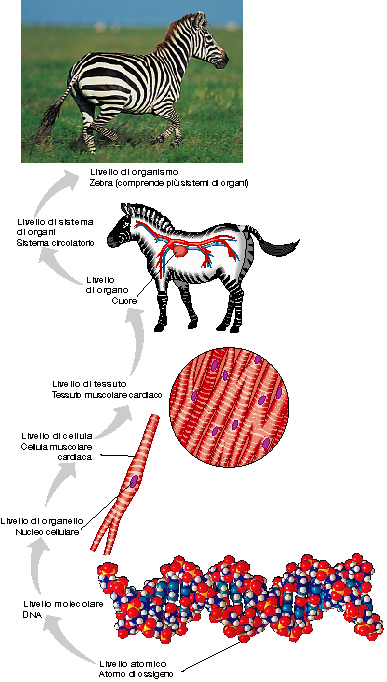 Livello di organismo
Zebra (comprende più sistemi di organi)
Livello di sistema
di organi
Sistema circolatorio
Livello
di organo
Cuore
Livello di tessuto
Tessuto muscolare cardiaco
Livello di cellula
Cellula muscolare
cardiaca
Livello di organello
Nucleo cellulare
Livello molecolare
DNA
Livello atomico
Atomo di ossigeno